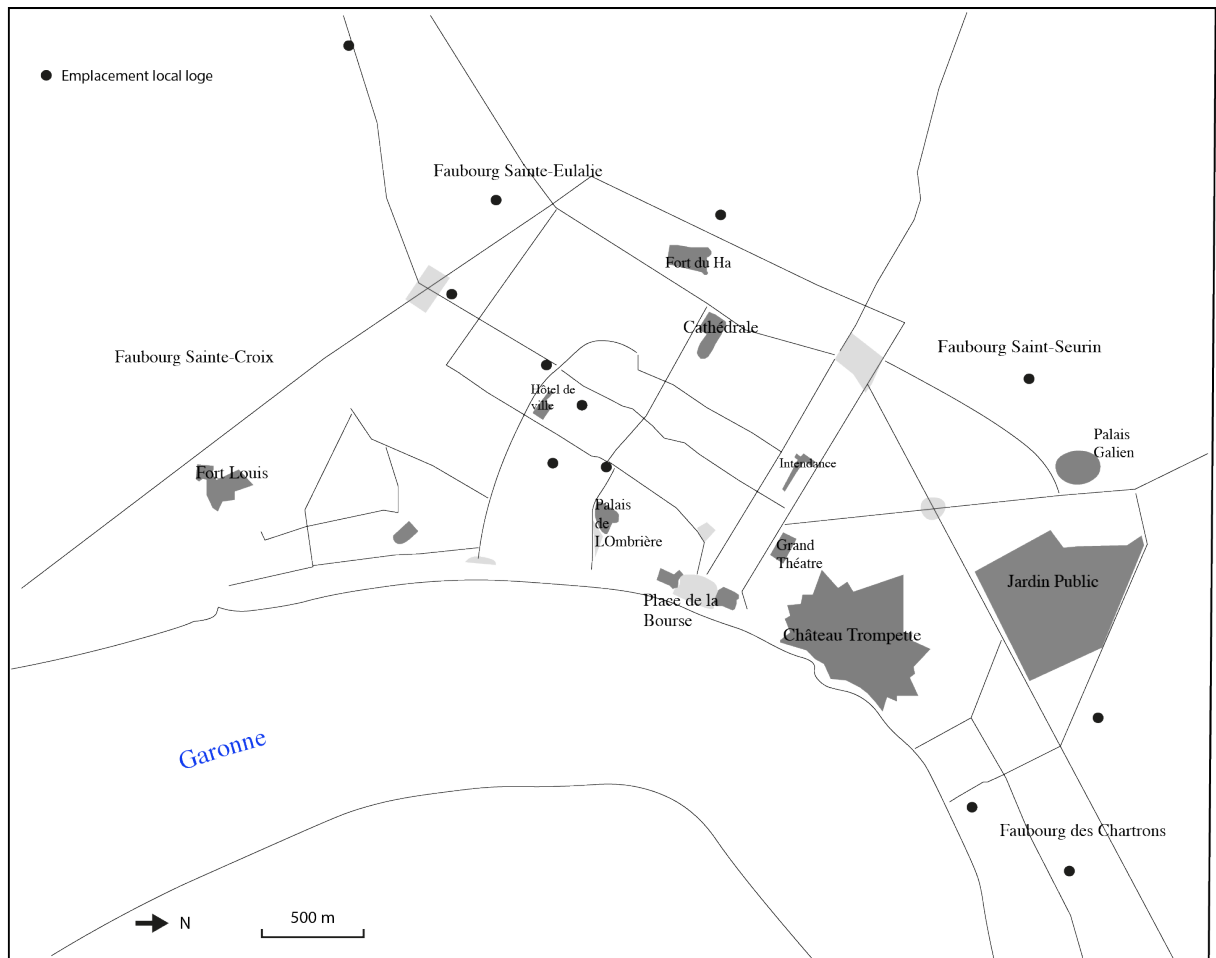 Emplacement local loge
Faubourg Sainte-Eulalie
Fort du Ha
Cathédrale
Faubourg Saint-Seurin
Faubourg Sainte-Croix
Hôtel de
ville
Palais
Galien
Intendance
Fort Louis
Palais
de
LOmbrière
Grand
Théatre
Jardin Public
Place de la
Bourse
Château Trompette
Garonne
Faubourg des Chartrons
N
500 m